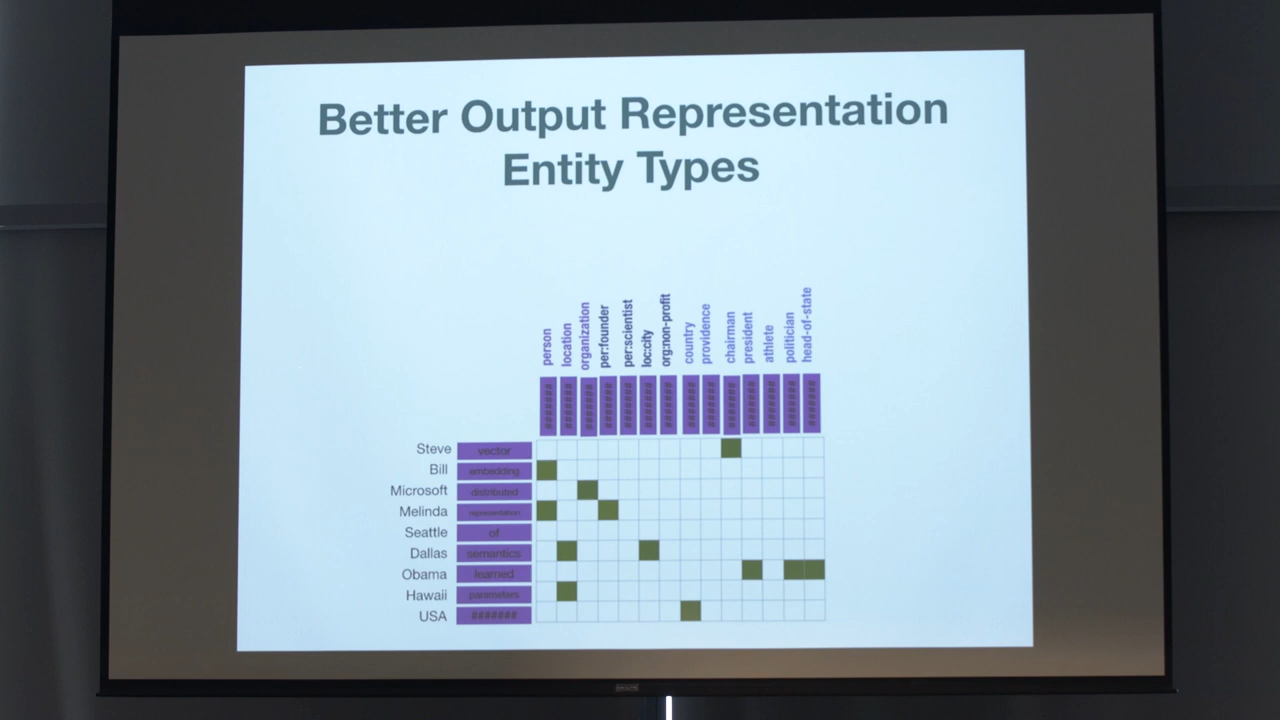 Better Output Representation
Entity Types
person
location
organization
per:founder
per:scientist
loc:city
org:non-profit
country
providence
chairman
president
athlete
politician
head-of-state
Steve vector
Bill embedding
Microsoft distributed
Melinda representation
Seattle of
Dallas semantics
Obama learned
Hawaii parameters
USA #######